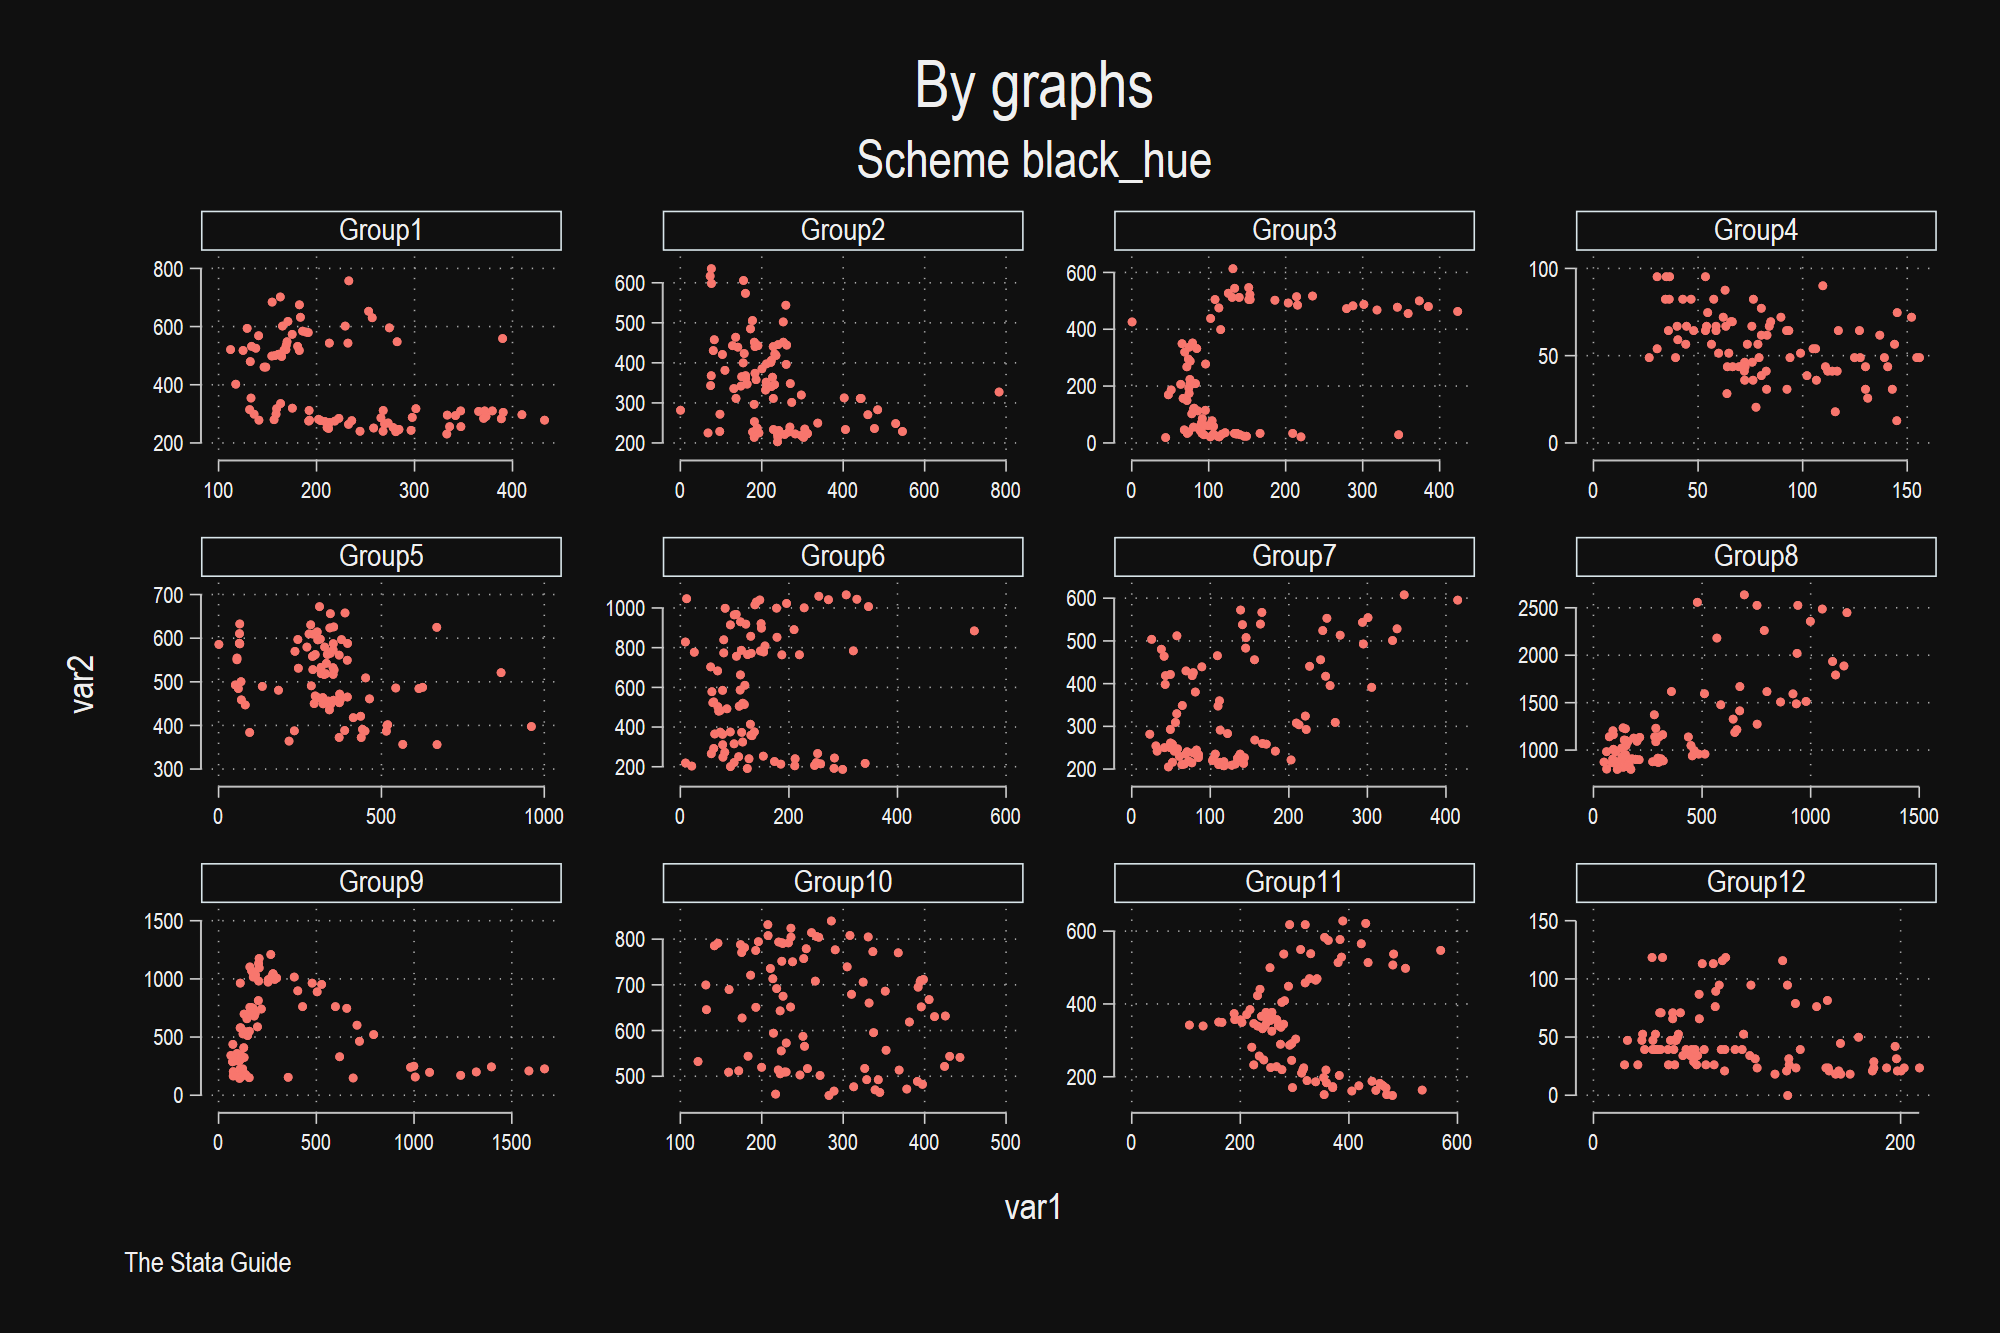 By graphs
Scheme black_hue
Group1 Group2 Group3 Group4
800 600 400 200
100 200 300 400
600 500 400 300 200
0 200 400 600 800
600 400 200 0
0 100 200 300 400
100 50 0
0 50 100 150
var2
Group5 Group6 Group7 Group8
700 600 500 400 300
0 500 1000
1000 800 600 400 200
0 200 400 600
600 500 400 300 200
0 100 200 300 400
2500 2000 1500 1000
0 500 1000 1500
Group9 Group10 Group11 Group12
1500 1000 500 0
0 500 1000 1500
800 700 600 500
100 200 300 400 500
600 400 200
0 200 400 600
150 100 50 0
0 200
var1
The Stata Guide